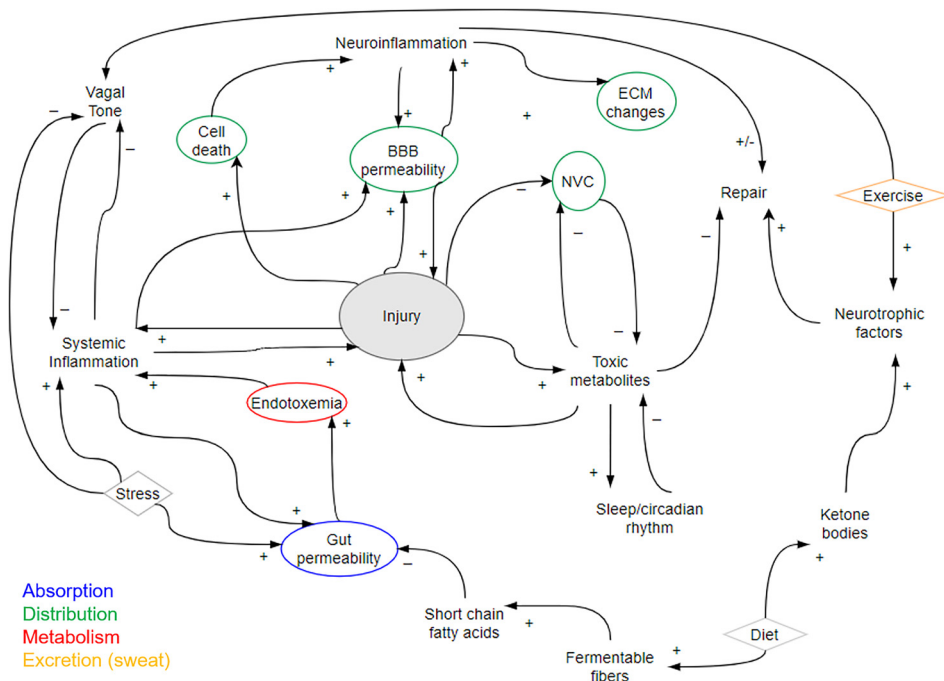 Neuroinflammation
+
+
+
Vagal
Tone
–
–
Cell
death
+
BBB
permeability
+
+
+
ECM
changes
+
+
+/-
NVC
–
–
Repair
+
–
Exercise
+
Injury
+
–
Systemic
Inflammation
+
+
+
+
–
Toxic
metabolites
+
+
Neurotrophic
factors
+
Endotoxemia
+
–
Stress
+
+
Gut
permeability
–
+
Sleep/circadian
rhythm
Ketone
bodies
+
Absorption
Distribution
Metabolism
Excretion (sweat)
Short chain
fatty acids
+
Fermentable
fibers
+
Diet